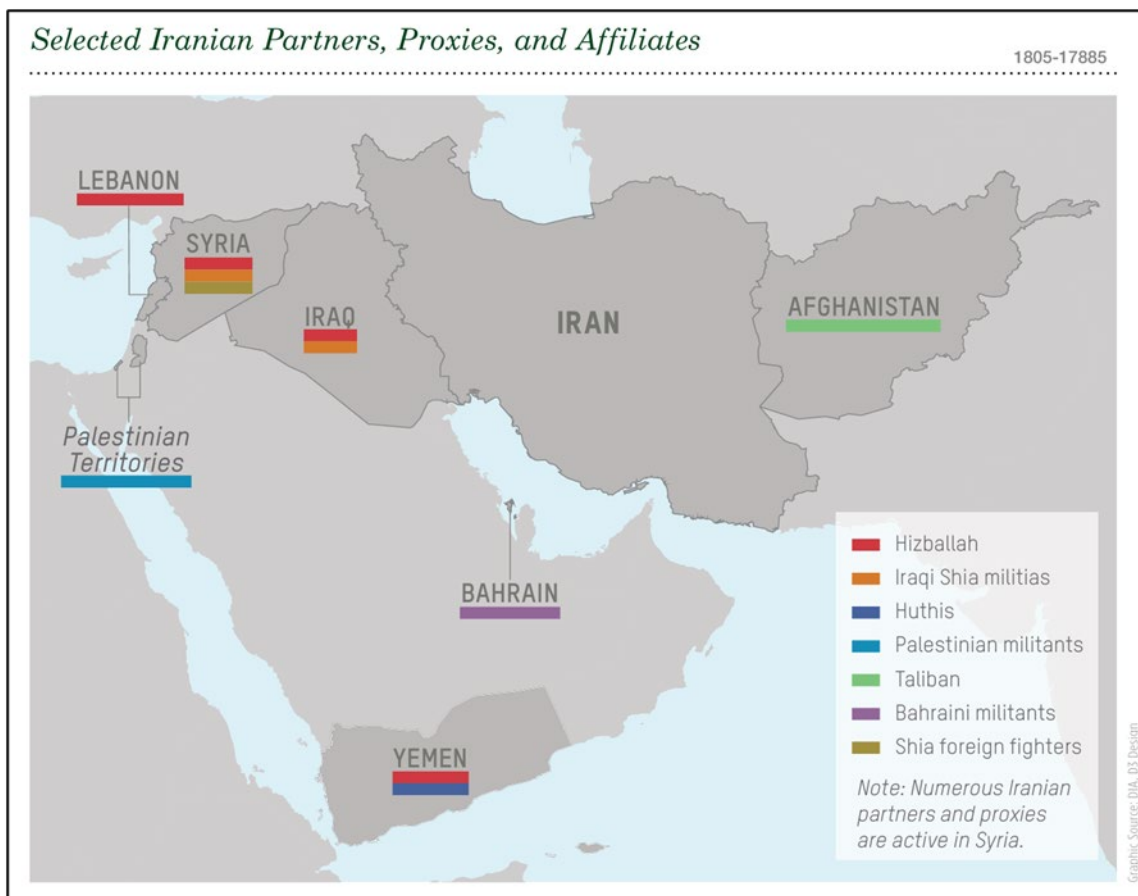 Selected Iranian Partners, Proxies, and Affiliates
1805-17885
LEBANON
SYRIA
IRAQ
IRAN
AFGHANISTAN
Palestinian
Territories
BAHRAIN
YEMEN
Hizballah
Iraqi Shia militias
Huthis
Palestinian militants
Taliban
Bahraini militants
Shia foreign fighters
Note: Numerous Iranian
partners and proxies
are active in Syria.
Graphic Source: DIA, D3 Design